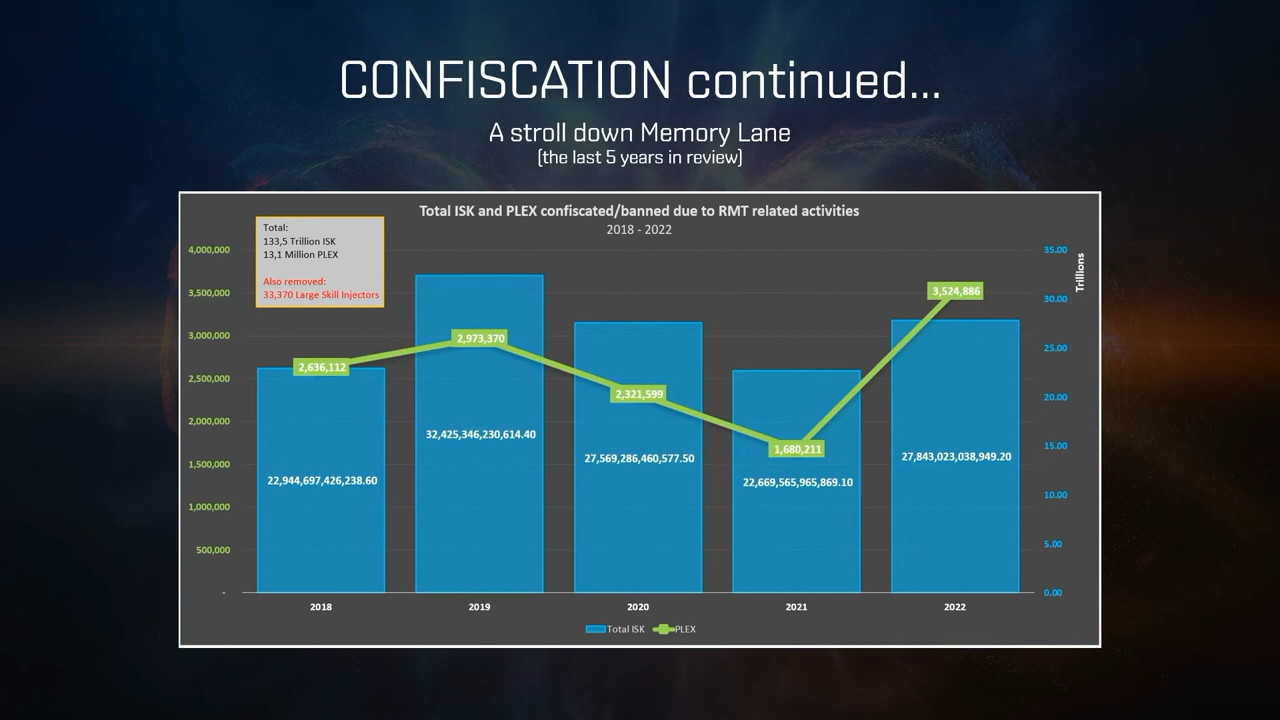 CONFISCATION continued...
A stroll down Memory Lane
[the last 5 years in review]
Total ISK and PLEX confiscated/banned due to RMT related activities
2018 - 2022
Total:
133,5 Trillion ISK
13,1 Million PLEX
Also removed:
33,370 Large Skill Injectors
4,000,000
3,500,000
3,000,000
2,500,000
2,000,000
1,500,000
1,000,000
500,000
-
35.00
30.00
25.00
20.00
15.00
10.00
5.00
0.00
Trillions
2,636,112
2,973,370
2,321,599
1,680,211
3,524,886
22,944,697,426,238.60
32,425,346,230,614.40
27,569,286,460,577.50
22,669,565,965,869.10
27,843,023,038,949.20
2018
2019
2020
2021
2022
Total ISK
PLEX